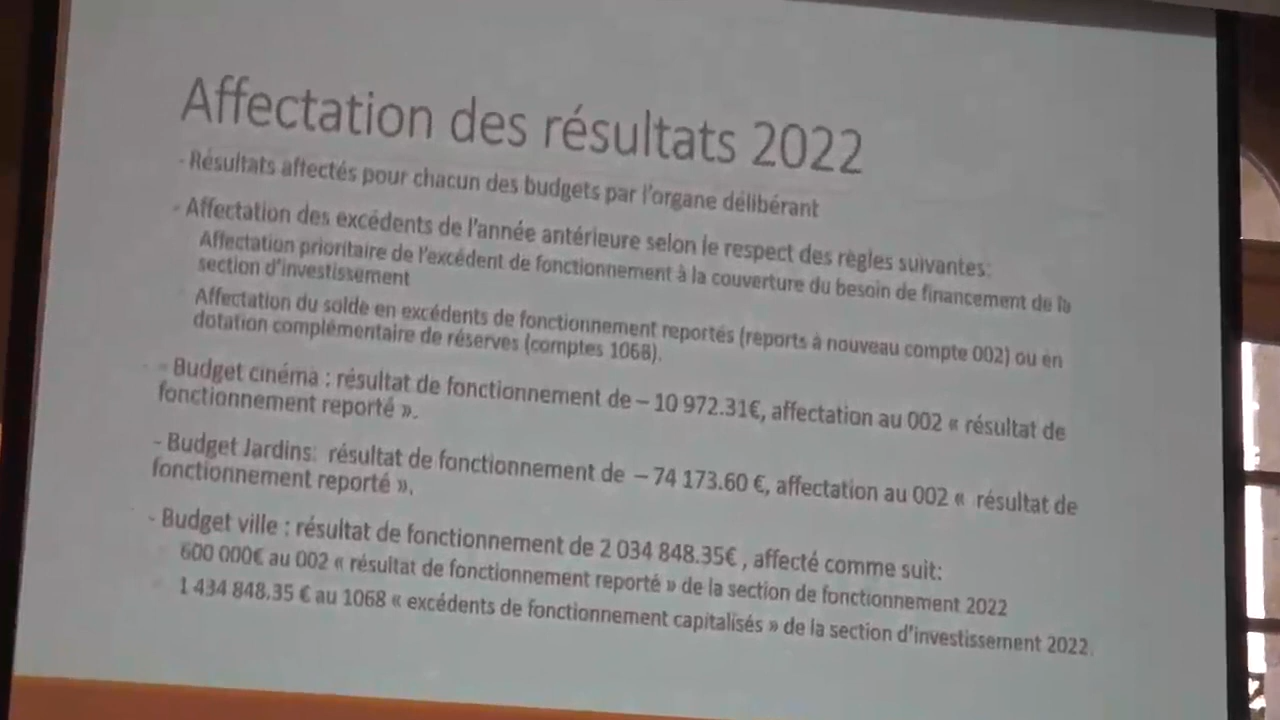 Affectation des résultats 2022
- Résultats affectés pour chacun des budgets par l'organe délibérant
- Affectation des excédents de l'année antérieure selon le respect des règles suivantes:
Affectation prioritaire de l'excédent de fonctionnement à la couverture du besoin de financement de la
section d'investissement
Affectation du solde en excédents de fonctionnement reportés (reports à nouveau compte 002) ou en
dotation complémentaire de réserves (comptes 1068).
- Budget cinéma : résultat de fonctionnement de – 10 972.31€, affectation au 002 « résultat de
fonctionnement reporté ».
- Budget Jardins: résultat de fonctionnement de – 74 173.60 €, affectation au 002 « résultat de
fonctionnement reporté ».
- Budget ville : résultat de fonctionnement de 2 034 848.35€ , affecté comme suit:
600 000€ au 002 « résultat de fonctionnement reporté » de la section de fonctionnement 2022
1 434 848.35 € au 1068 « excédents de fonctionnement capitalisés » de la section d'investissement 2022.